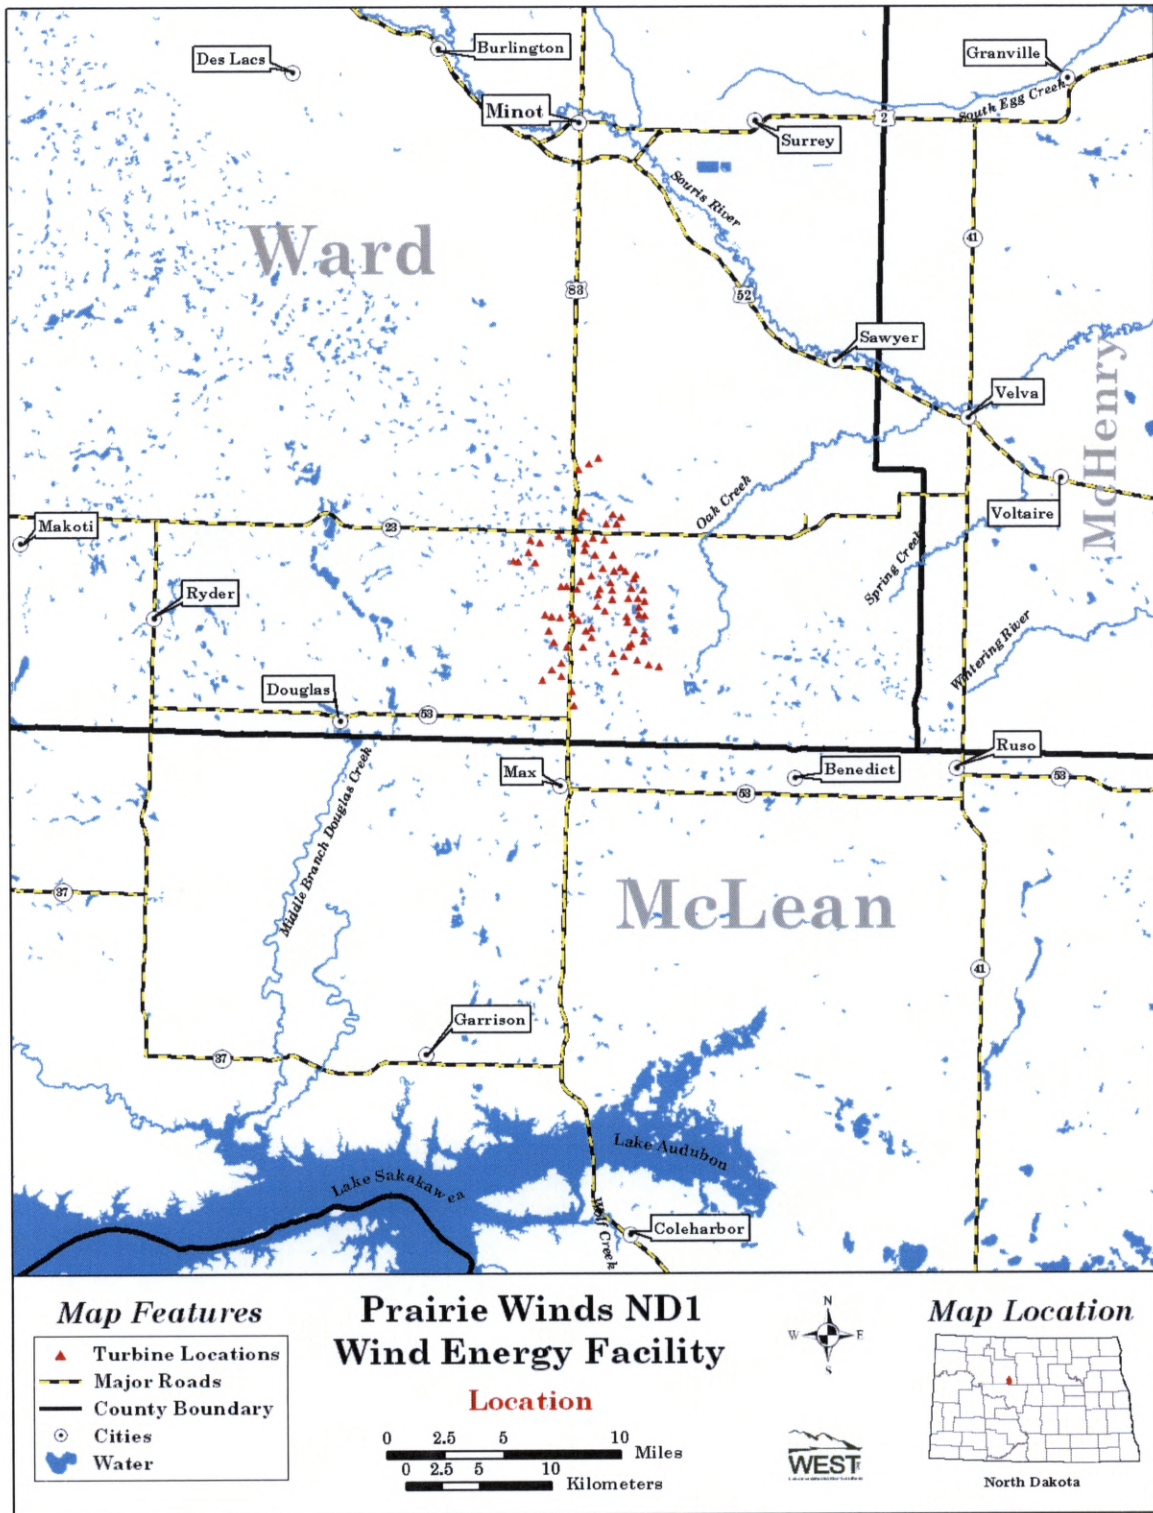 Burlington
Des Lacs
Granville
South Egg Creek
Minot
2
Surrey
Souris River
Ward
41
83
52
Sawyer
McHenry
Velva
Oak Creek
Voltaire
Makoti
23
Spring Creek
Ryder
Wintering River
Douglas
53
Ruso
Max
Benedict
53
53
Middle Branch Douglas Creek
McLean
37
41
Garrison
37
Lake Audubon
Lake Sakakawea
Wolf Creek
Coleharbor
Map Features
Turbine Locations
Major Roads
County Boundary
Cities
Water
Prairie Winds ND1
Wind Energy Facility
Location
0 2.5 5 10 Miles
0 2.5 5 10 Kilometers
N
W E
S
WEST
Map Location
North Dakota